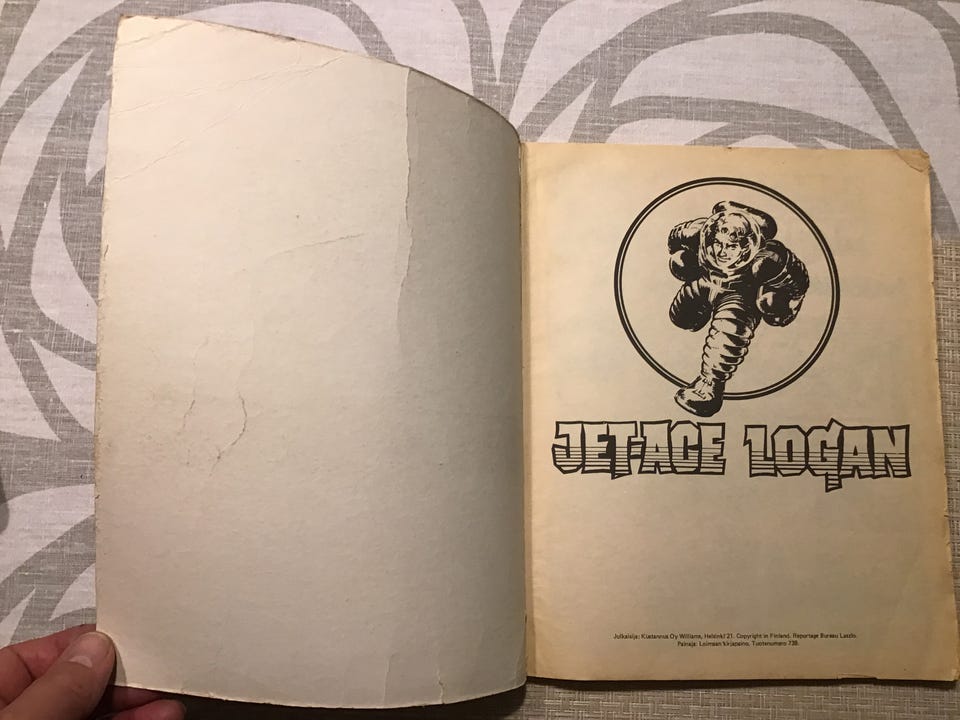 JET-ACE LOGAN
Julkaisija: Kustannus Oy Williams, Helsinki 21. Copyright in Finland. Reportage Bureau Laszlo.
Painaja: Loimaan kirjapaino. Tuotenumero 739.